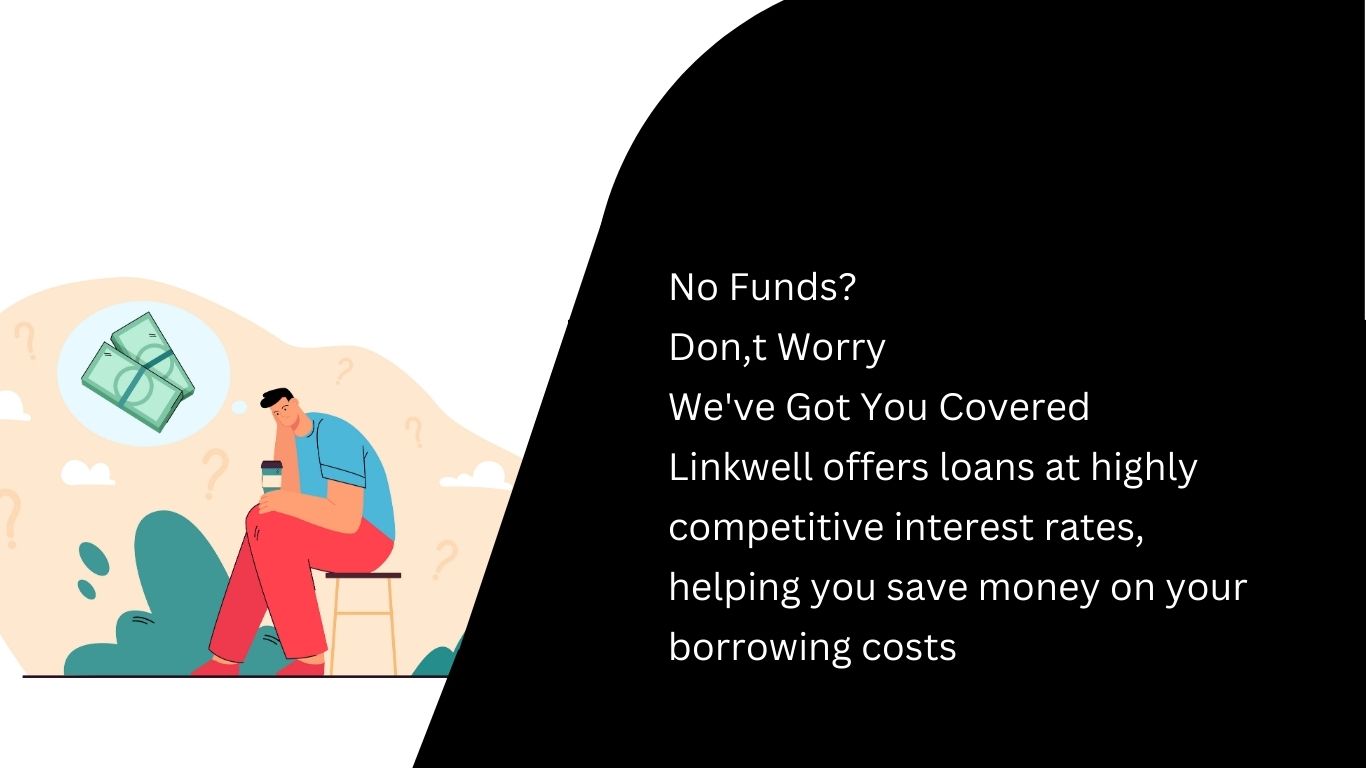 No Funds?
Don,t Worry
We've Got You Covered
Linkwell offers loans at highly
competitive interest rates,
helping you save money on your
borrowing costs